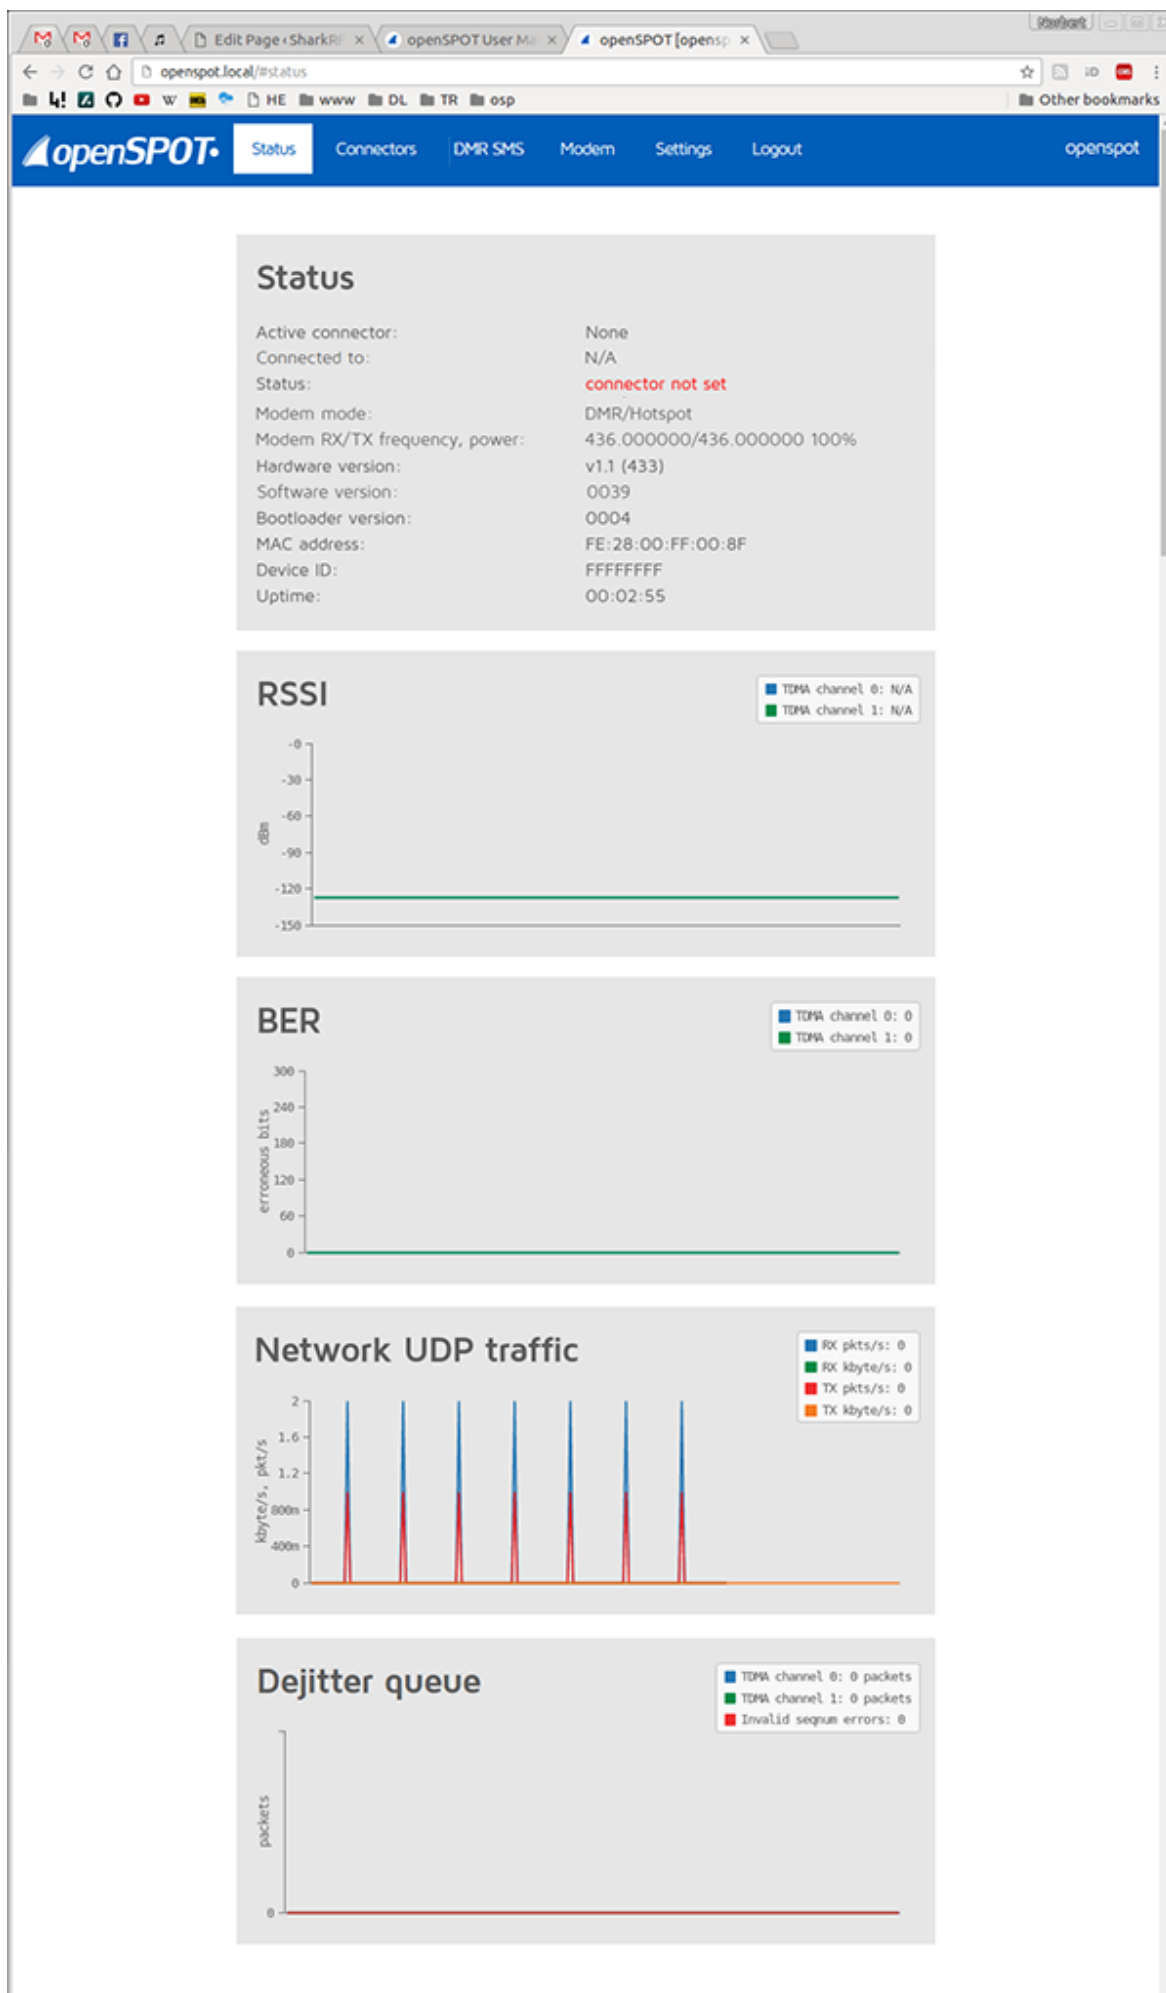 Norbert
Edit Page ‹ SharkRF
openSPOT User Ma
openSPOT [opensp
openspot.local/#status
HE www DL TR osp Other bookmarks
openSPOT Status Connectors DMR SMS Modem Settings Logout openspot
Status
Active connector: None
Connected to: N/A
Status: connector not set
Modem mode: DMR/Hotspot
Modem RX/TX frequency, power: 436.000000/436.000000 100%
Hardware version: v1.1 (433)
Software version: 0039
Bootloader version: 0004
MAC address: FE:28:00:FF:00:8F
Device ID: FFFFFFFF
Uptime: 00:02:55
RSSI
TDMA channel 0: N/A
TDMA channel 1: N/A
-0
-30
-60
-90
-120
-150
dBm
BER
TDMA channel 0: 0
TDMA channel 1: 0
300
240
180
120
60
0
erroneous bits
Network UDP traffic
RX pkts/s: 0
RX kbyte/s: 0
TX pkts/s: 0
TX kbyte/s: 0
2
1.6
1.2
800m
400m
0
kbyte/s, pkt/s
Dejitter queue
TDMA channel 0: 0 packets
TDMA channel 1: 0 packets
Invalid seqnum errors: 0
packets
0